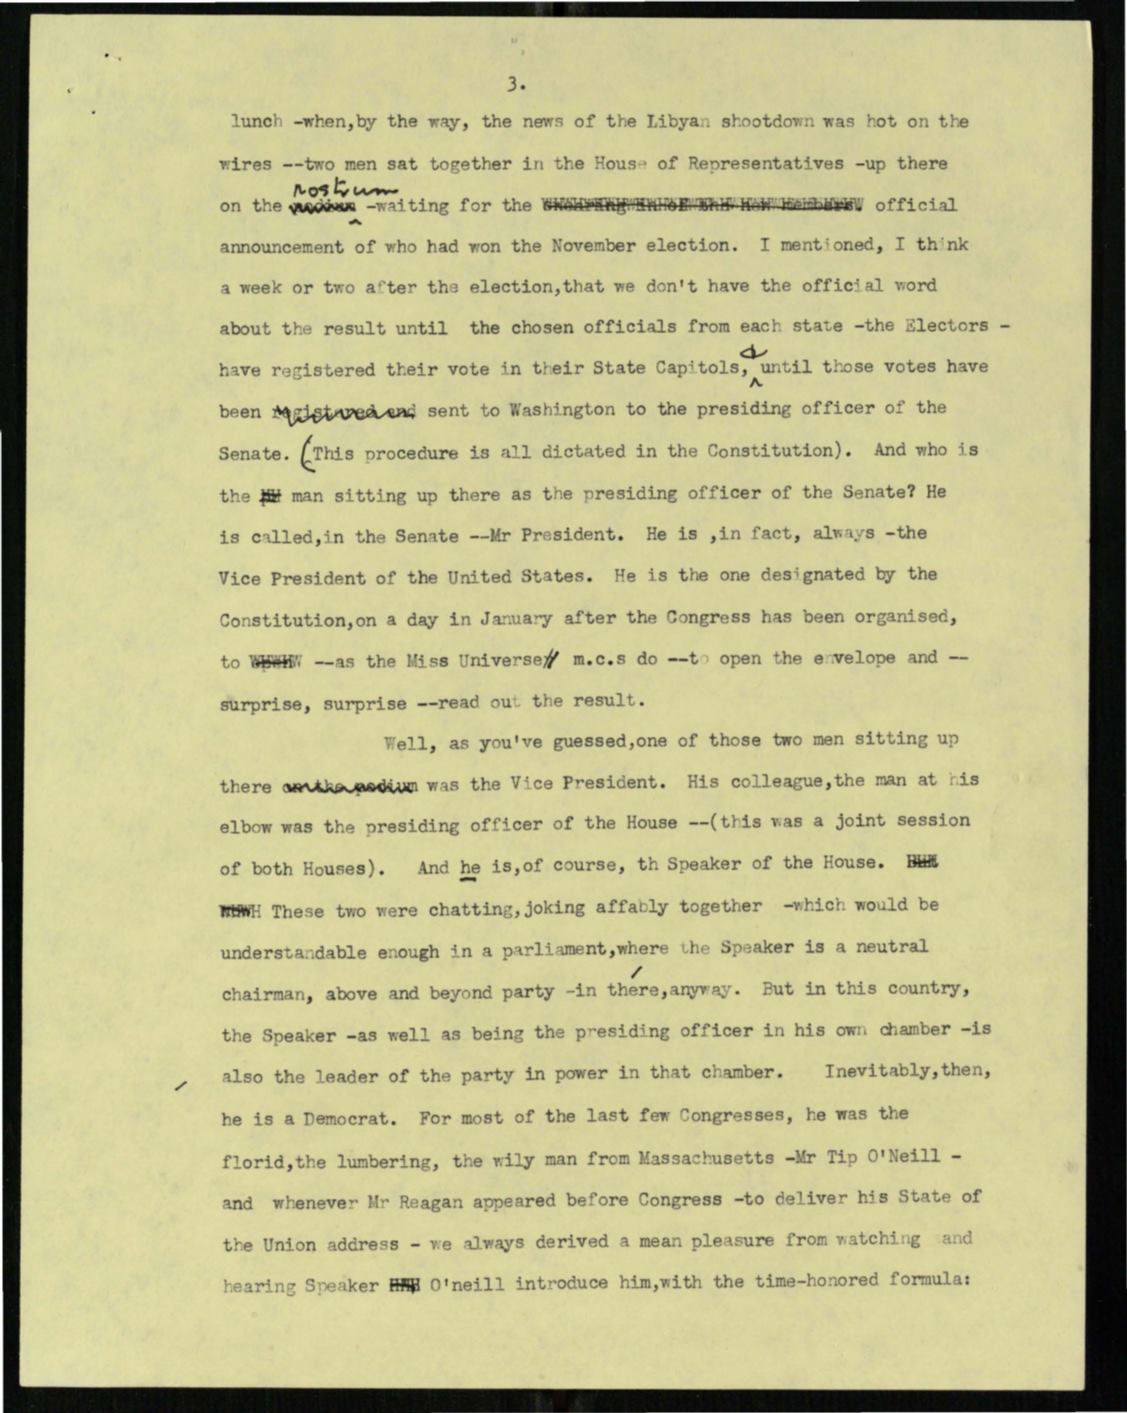 3.
lunch -when,by the way, the news of the Libyan shootdown was hot on the
wires --two men sat together in the House of Representatives -up there
rostrum
on the podium -waiting for the swearing in of the new members. official
announcement of who had won the November election. I mentioned, I think
a week or two after the election,that we don't have the official word
about the result until the chosen officials from each state -the Electors -
have registered their vote in their State Capitols, & until those votes have
been registered and sent to Washington to the presiding officer of the
Senate. (This procedure is all dictated in the Constitution). And who is
the man sitting up there as the presiding officer of the Senate? He
is called,in the Senate --Mr President. He is ,in fact, always -the
Vice President of the United States. He is the one designated by the
Constitution,on a day in January after the Congress has been organised,
to --as the Miss Universe m.c.s do --to open the envelope and --
surprise, surprise --read out the result.
Well, as you've guessed,one of those two men sitting up
there on the podium was the Vice President. His colleague,the man at his
elbow was the presiding officer of the House --(this was a joint session
of both Houses). And he is,of course, th Speaker of the House.
These two were chatting,joking affably together -which would be
understandable enough in a parliament,where the Speaker is a neutral
chairman, above and beyond party -in there,anyway. But in this country,
the Speaker -as well as being the presiding officer in his own chamber -is
also the leader of the party in power in that chamber. Inevitably,then,
he is a Democrat. For most of the last few Congresses, he was the
florid,the lumbering, the wily man from Massachusetts -Mr Tip O'Neill -
and whenever Mr Reagan appeared before Congress -to deliver his State of
the Union address - we always derived a mean pleasure from watching and
hearing Speaker O'neill introduce him,with the time-honored formula: